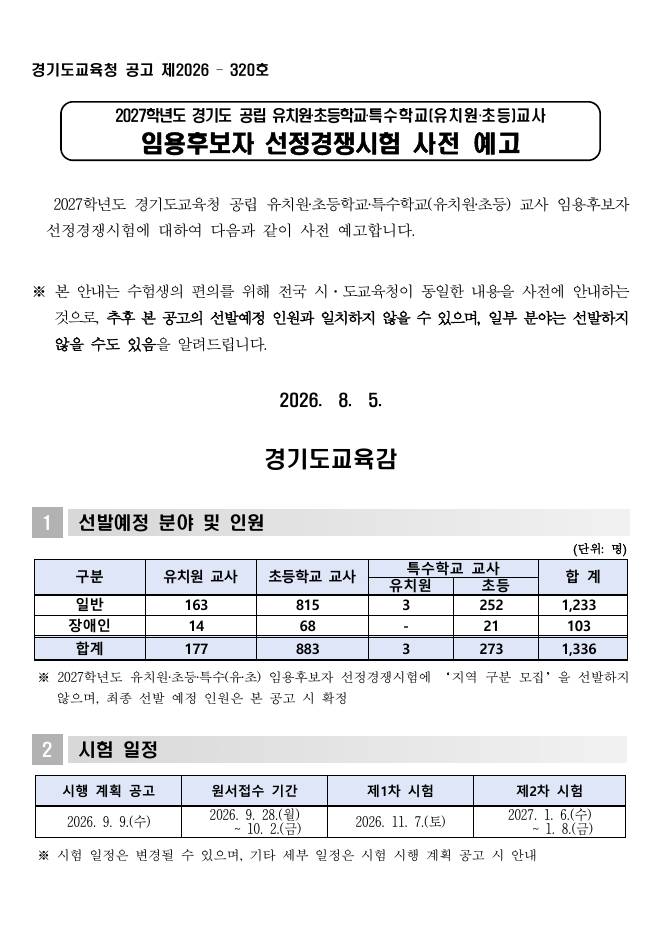 경기도교육청 공고 제2026 - 320호
2027학년도 경기도 공립 유치원·초등학교·특수학교(유치원·초등)교사
임용후보자 선정경쟁시험 사전 예고
2027학년도 경기도교육청 공립 유치원·초등학교·특수학교(유치원·초등) 교사 임용후보자
선정경쟁시험에 대하여 다음과 같이 사전 예고합니다.
※ 본 안내는 수험생의 편의를 위해 전국 시·도교육청이 동일한 내용을 사전에 안내하는
것으로, 추후 본 공고의 선발예정 인원과 일치하지 않을 수 있으며, 일부 분야는 선발하지
않을 수도 있음을 알려드립니다.
2026. 8. 5.
경기도교육감
1 선발예정 분야 및 인원
(단위: 명)
구분 유치원 교사 초등학교 교사 특수학교 교사 합 계
유치원 초등
일반 163 815 3 252 1,233
장애인 14 68 - 21 103
합계 177 883 3 273 1,336
※ 2027학년도 유치원·초등·특수(유·초) 임용후보자 선정경쟁시험에 ‘지역 구분 모집’을 선발하지
않으며, 최종 선발 예정 인원은 본 공고 시 확정
2 시험 일정
시행 계획 공고 원서접수 기간 제1차 시험 제2차 시험
2026. 9. 9.(수) 2026. 9. 28.(월) 2026. 11. 7.(토) 2027. 1. 6.(수)
~ 10. 2.(금) ~ 1. 8.(금)
※ 시험 일정은 변경될 수 있으며, 기타 세부 일정은 시험 시행 계획 공고 시 안내